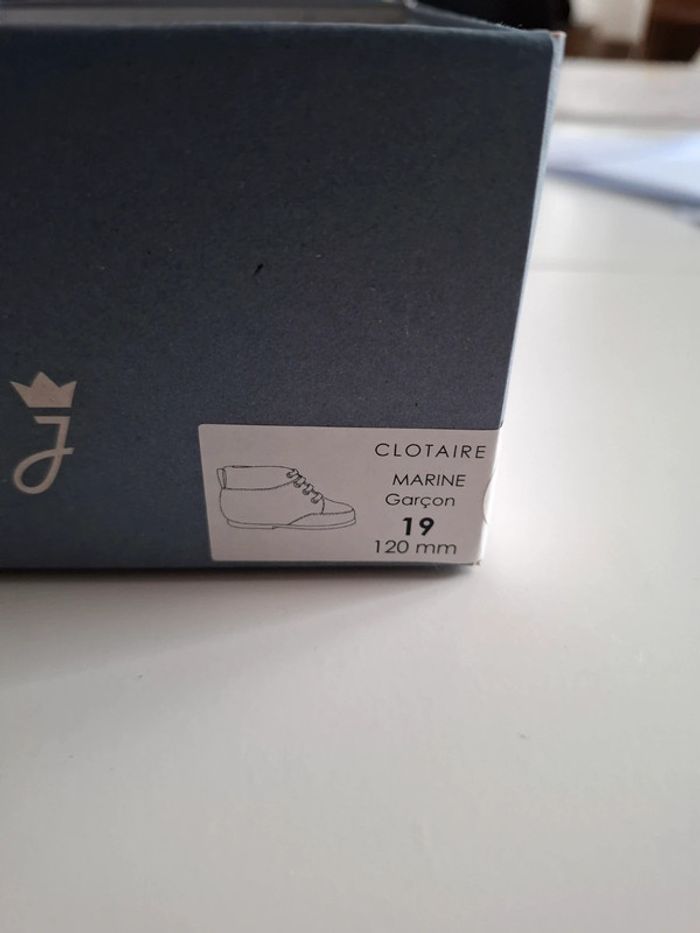 J
CLOTAIRE
MARINE
Garçon
19
120 mm